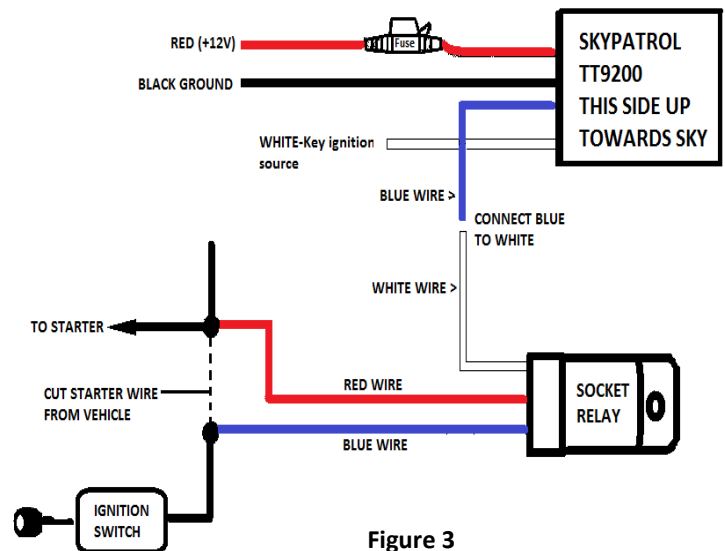 RED (+12V)
Fuse
SKYPATROL
TT9200
THIS SIDE UP
TOWARDS SKY
BLACK GROUND
WHITE-Key ignition
source
BLUE WIRE >
CONNECT BLUE
TO WHITE
WHITE WIRE >
TO STARTER
CUT STARTER WIRE
FROM VEHICLE
RED WIRE
BLUE WIRE
SOCKET
RELAY
IGNITION
SWITCH
Figure 3